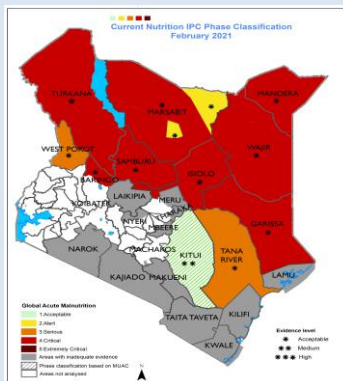 Current Nutrition IPC Phase Classification
February 2021
TURKANA
MARSABIT
MANDERA
WEST POKOT
WAJIR
SAMBURU
BARINGO
ISIOLO
KOIBATEK
LAIKIPIA
MERU
THARAKA
GARISSA
NYERI
MBEERE
NAROK
MACHAKOS
KITUI
TANA
RIVER
LAMU
KAJIADO
MAKUENI
KILIFI
TAITA TAVETA
KWALE
Global Acute Malnutrition
1.Acceptable
2.Alert
3.Serious
4.Critical
5.Extremely Critical
Areas with inadequate evidence
Phase classification based on MUAC
Areas not analysed
N
Evidence level
Acceptable
Medium
High